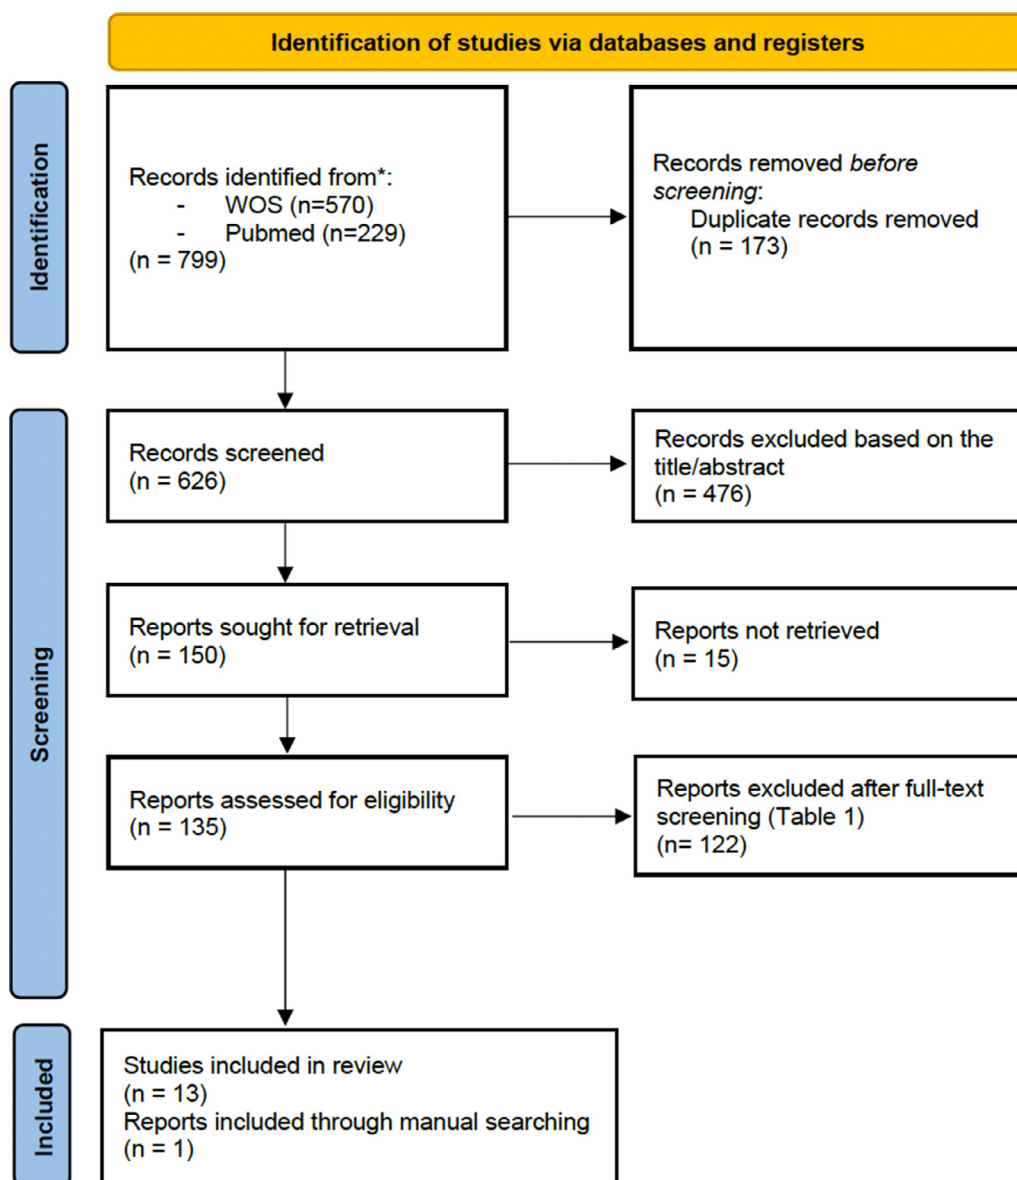 Identification of studies via databases and registers
Identification
Records identified from*:
- WOS (n=570)
- Pubmed (n=229)
(n = 799)
Records removed before
screening:
Duplicate records removed
(n = 173)
Screening
Records screened
(n = 626)
Records excluded based on the
title/abstract
(n = 476)
Reports sought for retrieval
(n = 150)
Reports not retrieved
(n = 15)
Reports assessed for eligibility
(n = 135)
Reports excluded after full-text
screening (Table 1)
(n= 122)
Included
Studies included in review
(n = 13)
Reports included through manual searching
(n = 1)